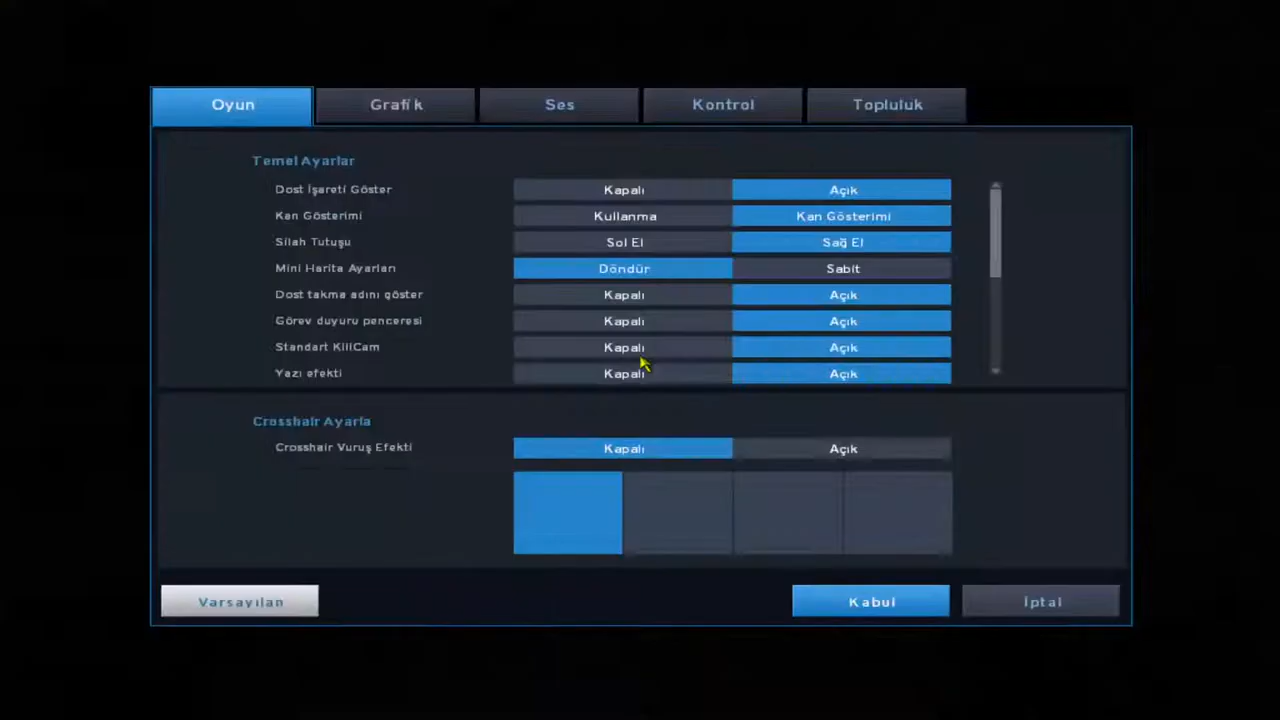 Oyun Grafik Ses Kontrol Topluluk
Temel Ayarlar
Dost İşareti Göster Kapalı Açık
Kan Gösterimi Kullanma Kan Gösterimi
Silah Tutuşu Sol El Sağ El
Mini Harita Ayarları Döndür Sabit
Dost takma adını göster Kapalı Açık
Görev duyuru penceresi Kapalı Açık
Standart KillCam Kapalı Açık
Yazı efekti Kapalı Açık
Crosshair Ayarla
Crosshair Vuruş Efekti Kapalı Açık
Varsayılan Kabul İptal